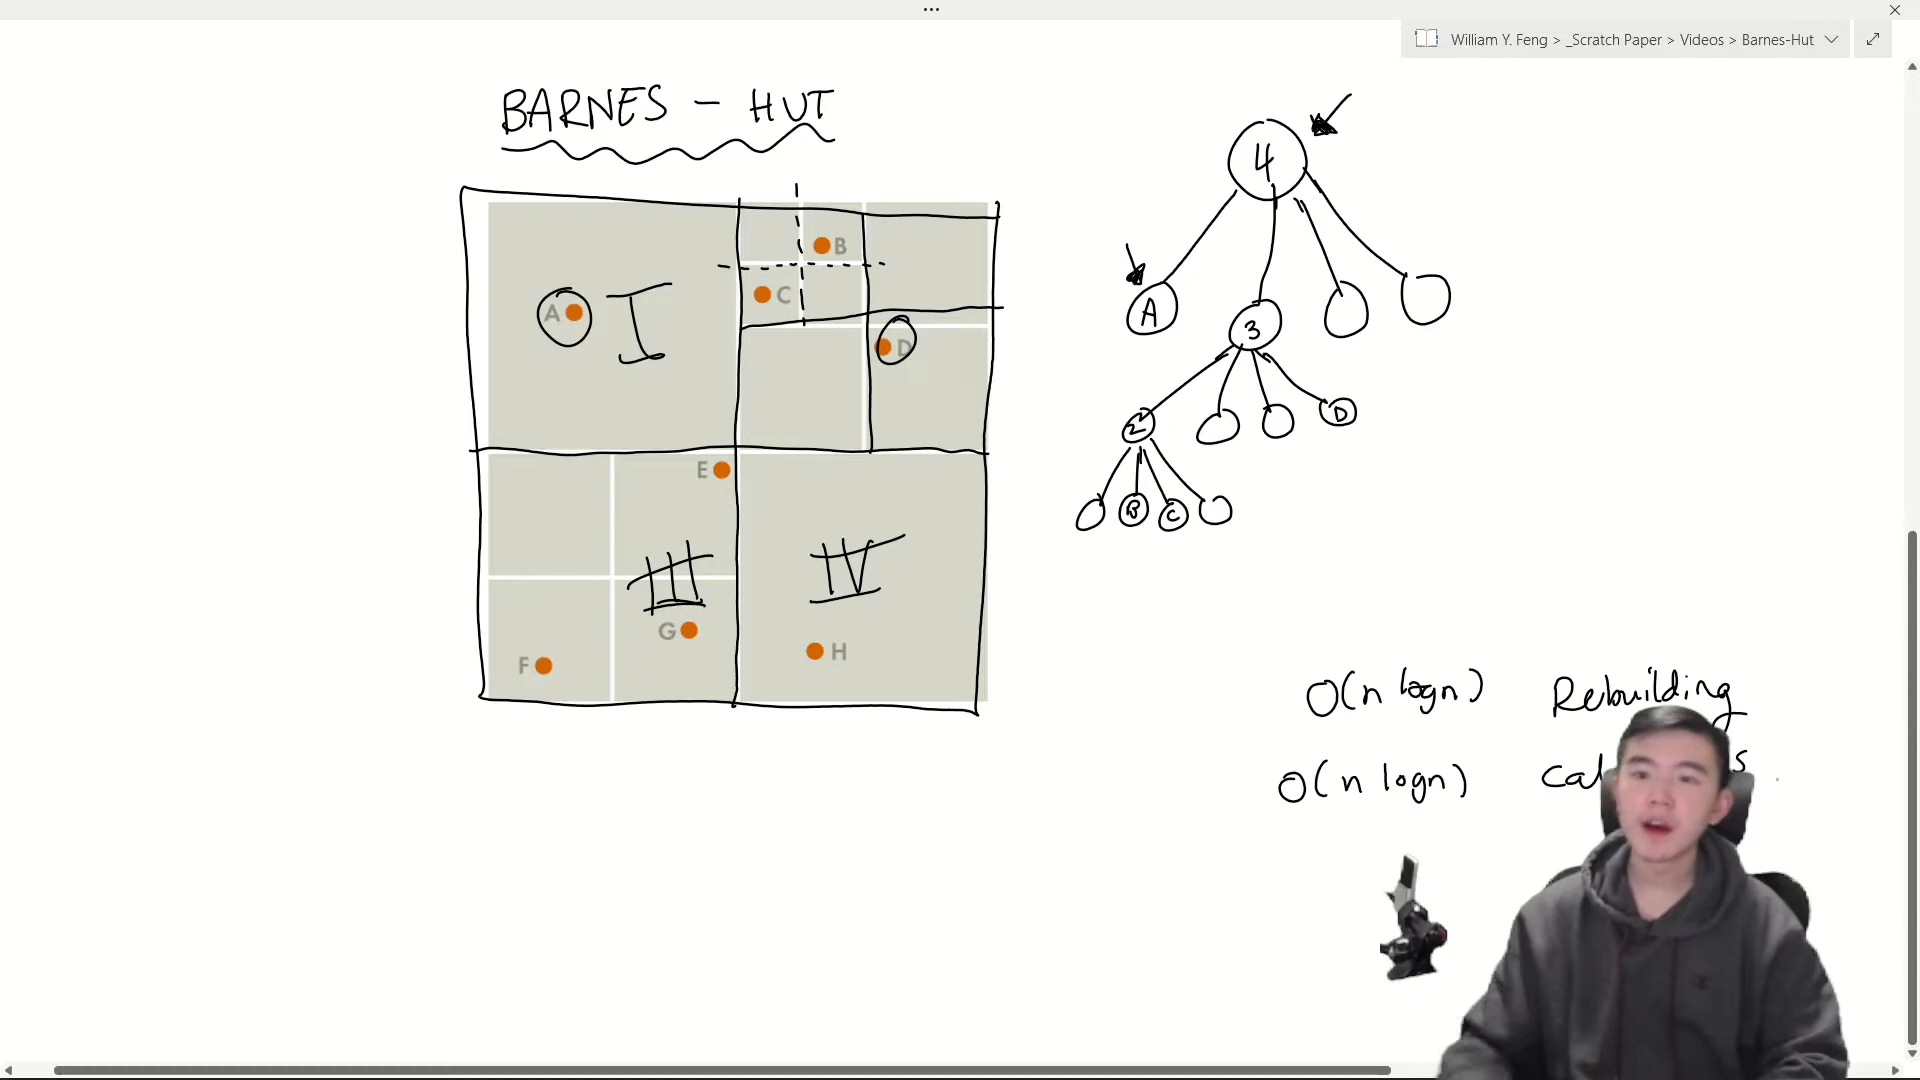 ...
William Y. Feng > _Scratch Paper > Videos > Barnes-Hut
BARNES - HUT
4
B
A I
C
A
3
D
2
D
E
B C
III
IV
G
H
F
O(n logn) Rebuilding
O(n logn)